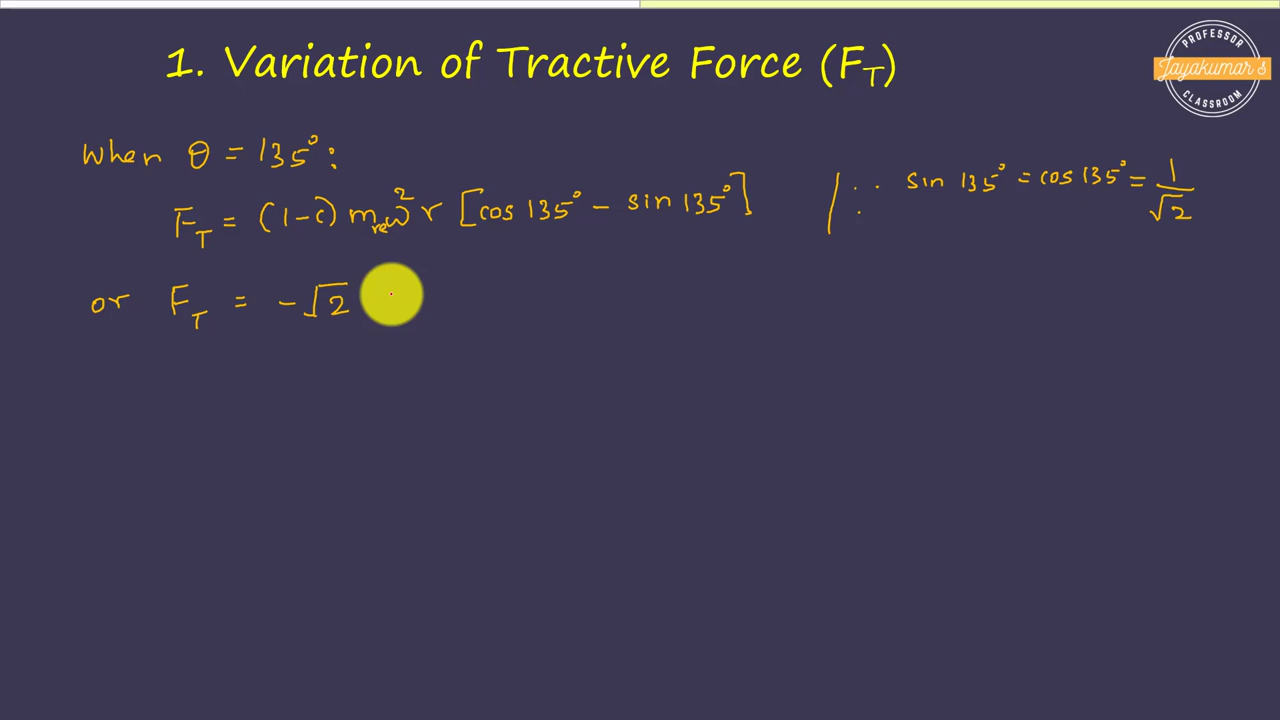 1. Variation of Tractive Force (F_T)
PROFESSOR
Jayakumar's
CLASSROOM
When θ = 135°:
F_T = (1-c) m_re ω² r [cos 135° - sin 135°] | ∵ sin 135° = cos 135° = 1/√2
or F_T = -√2